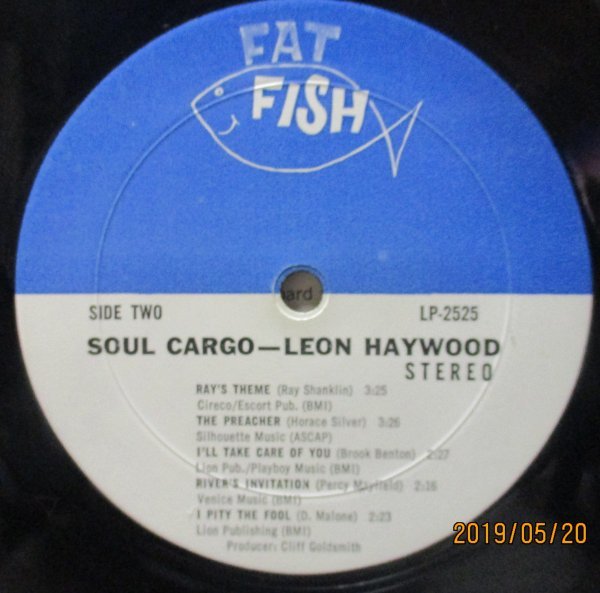 FAT
FISH
ard
SIDE TWO LP-2525
SOUL CARGO—LEON HAYWOOD
STEREO
RAY'S THEME (Ray Shanklin) 3:25
Cireco/Escort Pub. (BMI)
THE PREACHER (Horace Silver) 3:26
Silhouette Music (ASCAP)
I'LL TAKE CARE OF YOU (Brook Benton) 2:27
Lion Pub./Playboy Music (BMI)
RIVER'S INVITATION (Percy Mayfield) 2:16
Venice Music (BMI)
I PITY THE FOOL (D. Malone) 2:23
Lion Publishing (BMI)
Producer: Cliff Goldsmith
2019/05/20